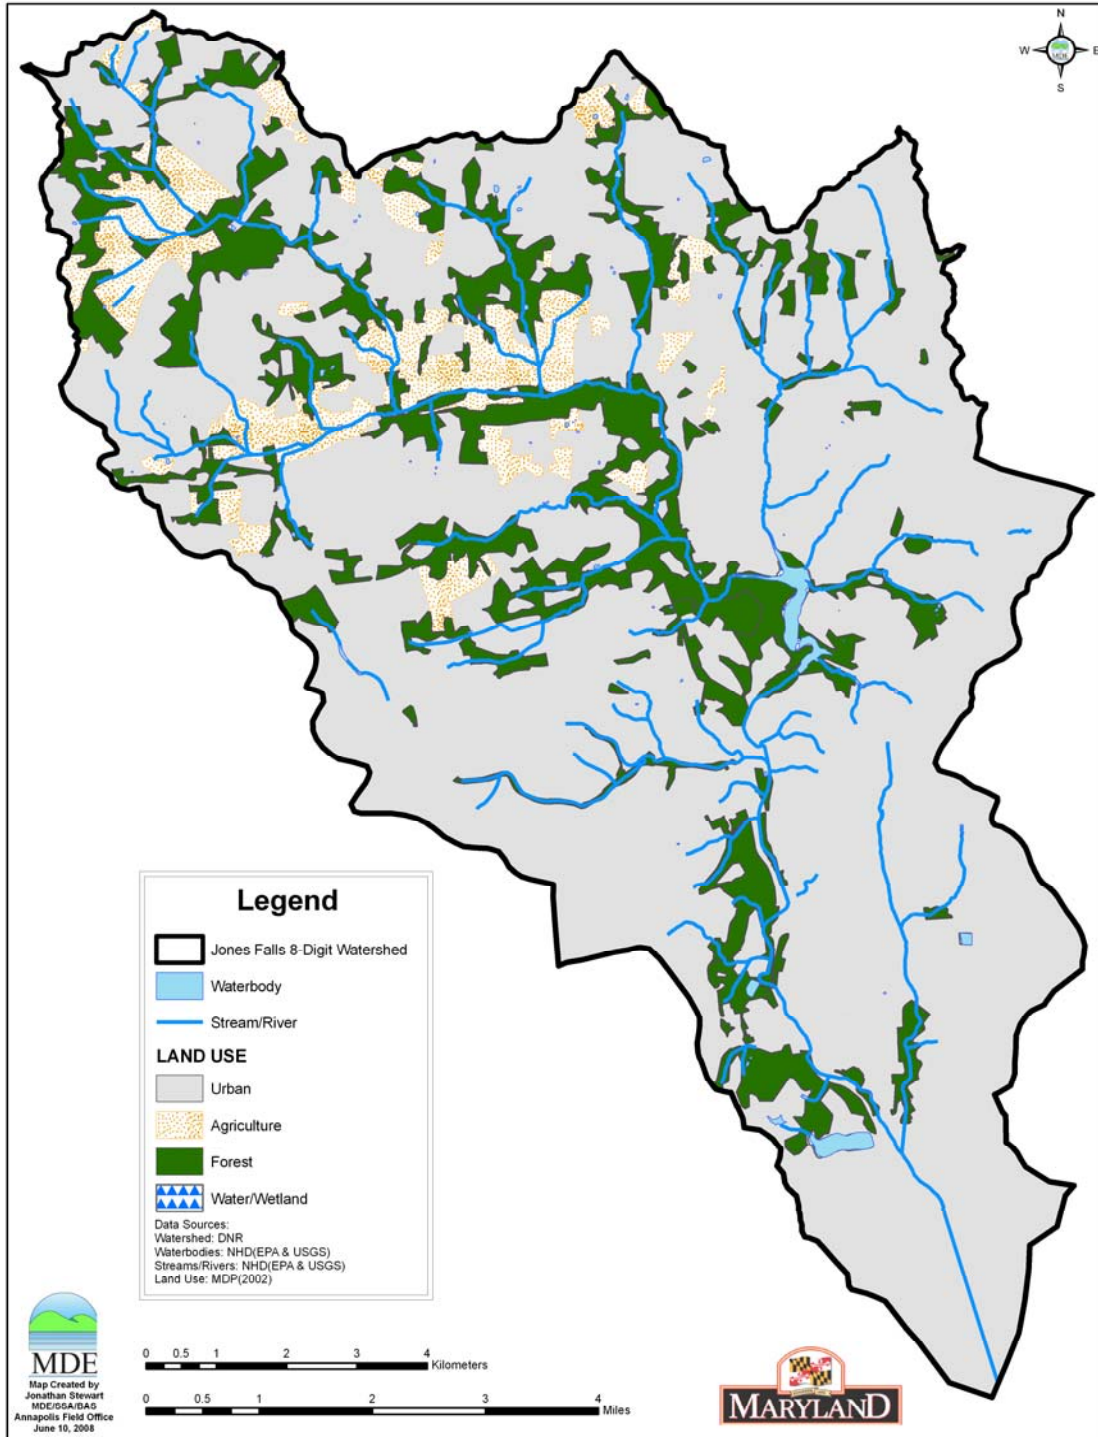 N
W
E
S
MDE
Legend
Jones Falls 8-Digit Watershed
Waterbody
Stream/River
LAND USE
Urban
Agriculture
Forest
Water/Wetland
Data Sources:
Watershed: DNR
Waterbodies: NHD(EPA & USGS)
Streams/Rivers: NHD(EPA & USGS)
Land Use: MDP(2002)
MDE
Map Created by
Jonathan Stewart
MDE/SSA/BAS
Annapolis Field Office
June 10, 2008
0 0.5 1 2 3 4
Kilometers
0 0.5 1 2 3 4
Miles
MARYLAND